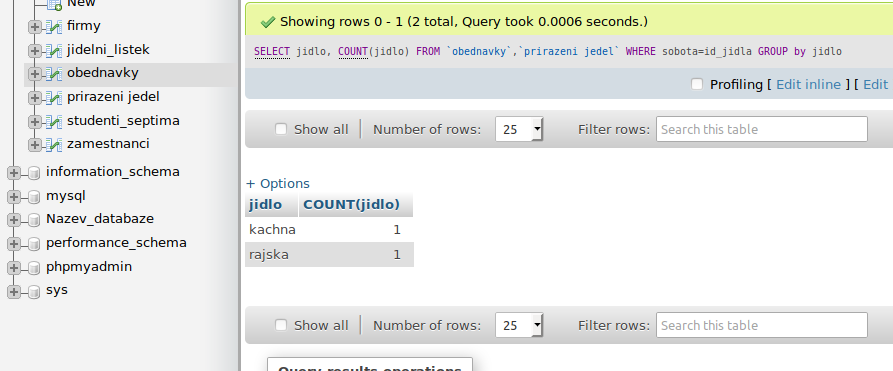 New
firmy
jidelni_listek
obednavky
prirazeni jedel
studenti_septima
zamestnanci
information_schema
mysql
Nazev_databaze
performance_schema
phpmyadmin
sys
Showing rows 0 - 1 (2 total, Query took 0.0006 seconds.)
SELECT jidlo, COUNT(jidlo) FROM `obednavky`,`prirazeni jedel` WHERE sobota=id_jidla GROUP by jidlo
Profiling [ Edit inline ] [ Edit
Show all Number of rows: 25 Filter rows: Search this table
+ Options
jidlo COUNT(jidlo)
kachna 1
rajska 1
Show all Number of rows: 25 Filter rows: Search this table
Query results operations